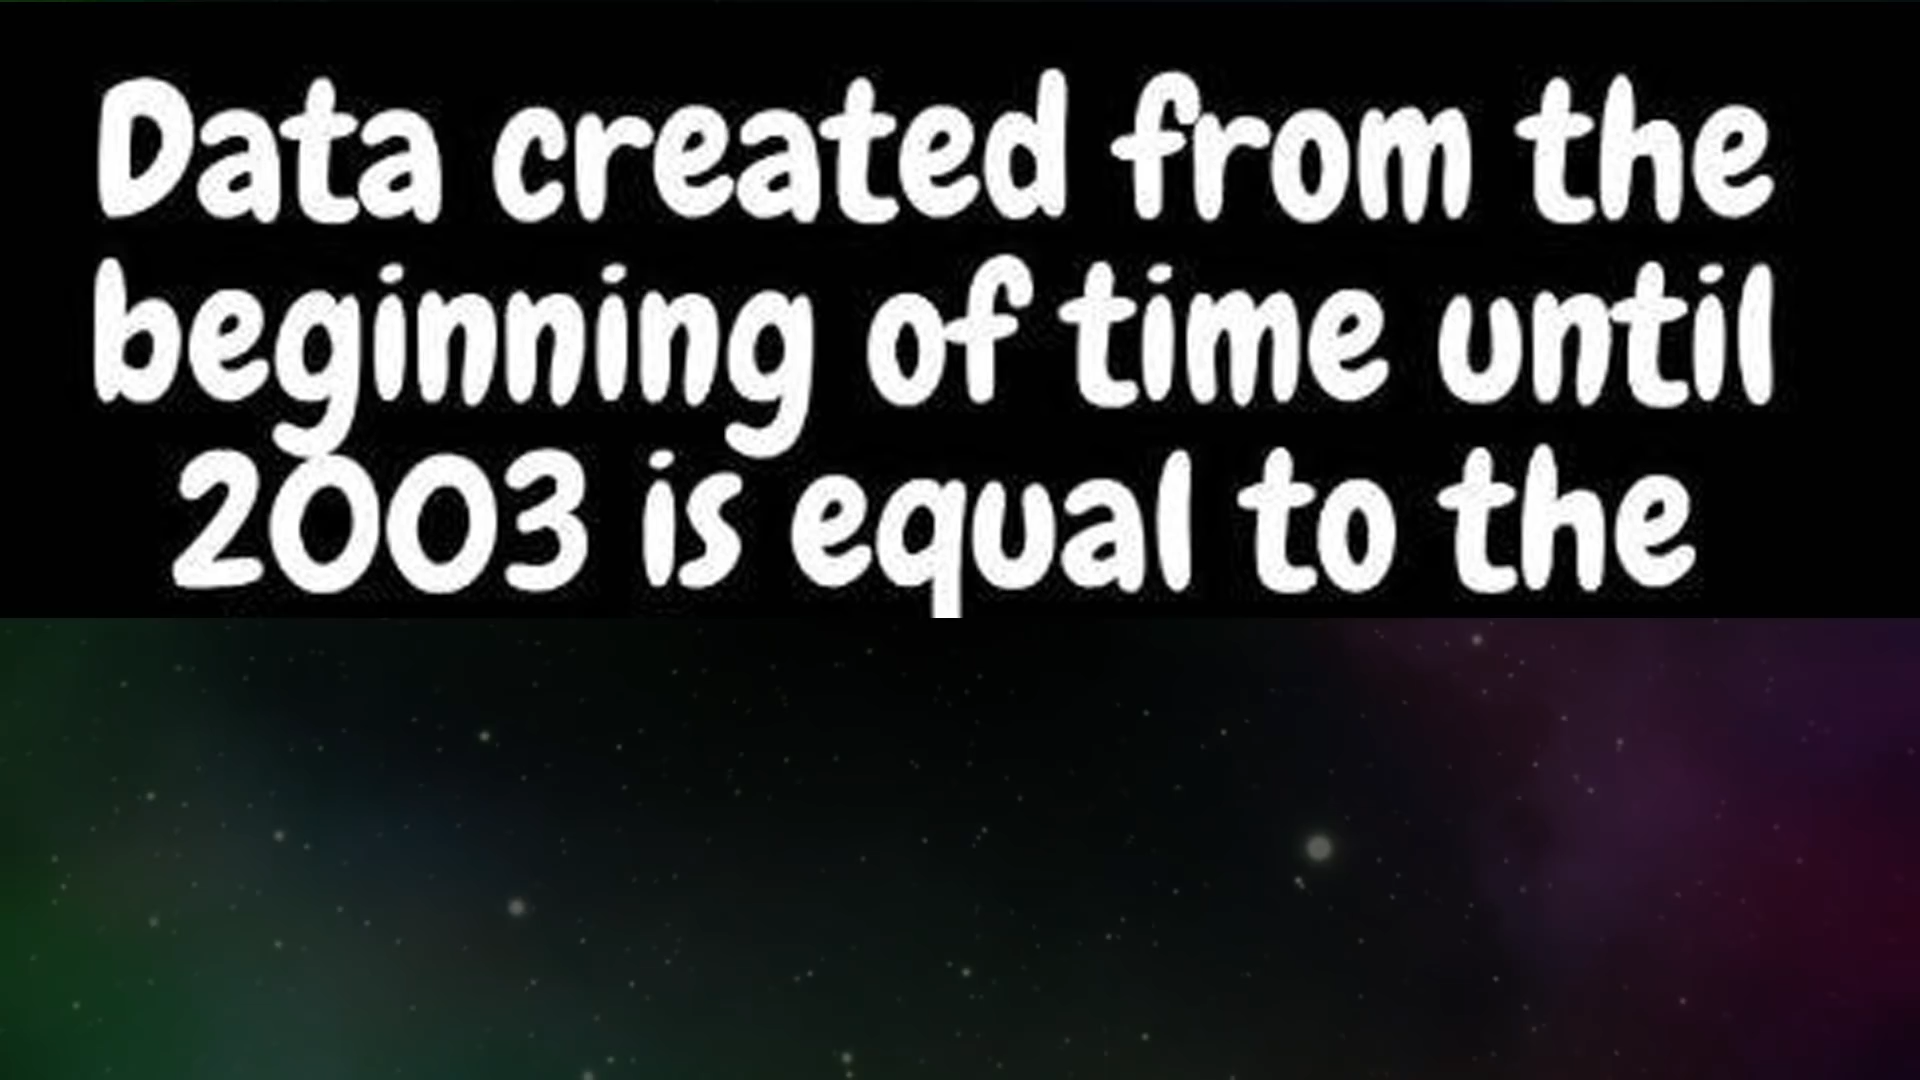 Data created from the
beginning of time until
2003 is equal to the